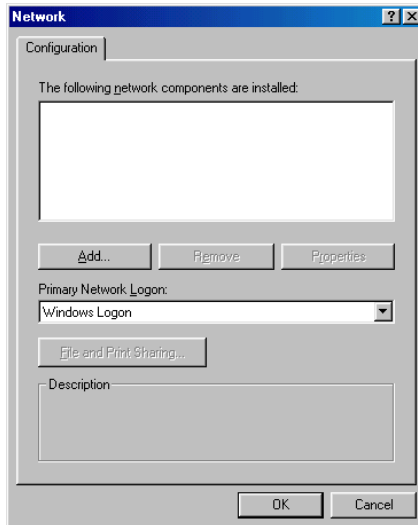 Network
Configuration
The following network components are installed:
Add... Remove Properties
Primary Network Logon:
Windows Logon
File and Print Sharing...
Description
OK Cancel